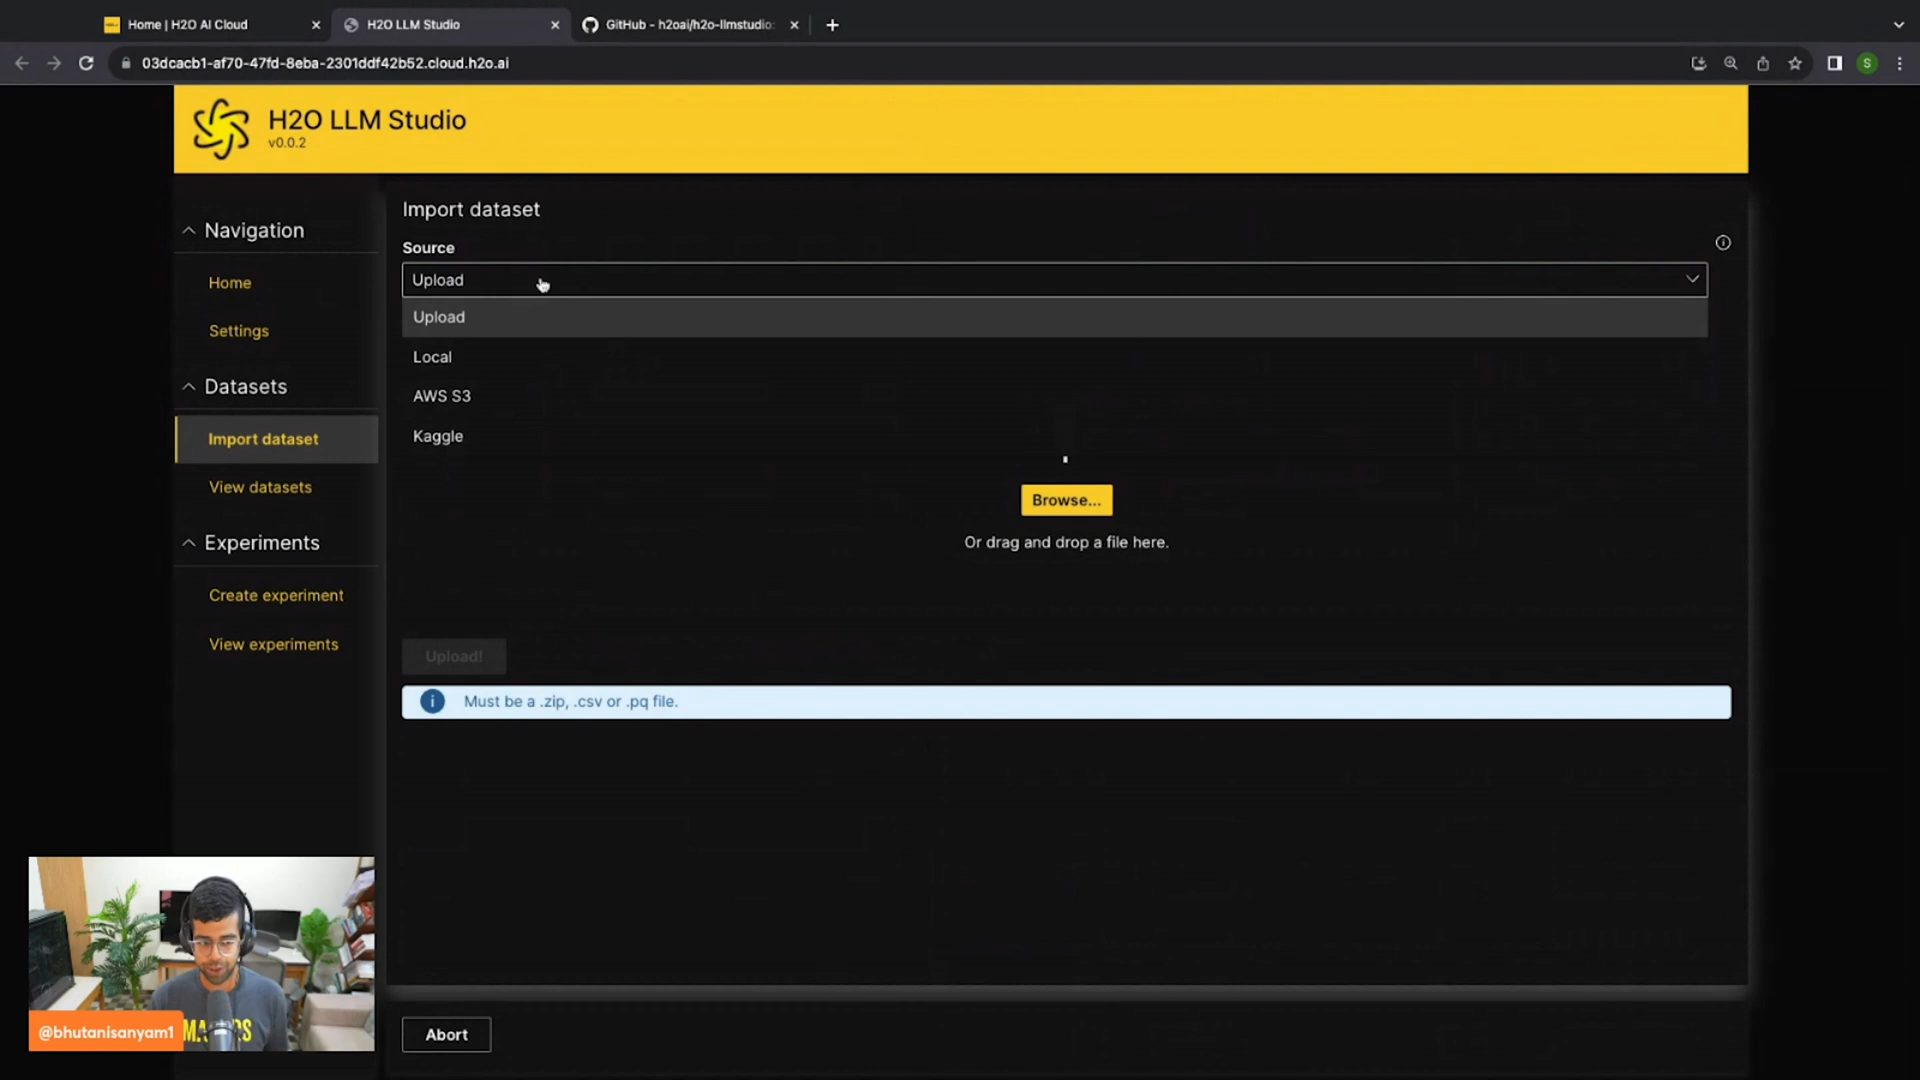 Home | H2O AI Cloud
H2O LLM Studio
GitHub - h2oai/h2o-llmstudio:
03dcacb1-af70-47fd-8eba-2301ddf42b52.cloud.h2o.ai
S
H2O LLM Studio
v0.0.2
Navigation
Home
Settings
Datasets
Import dataset
View datasets
Experiments
Create experiment
View experiments
Import dataset
Source
Upload
Upload
Local
AWS S3
Kaggle
Browse...
Or drag and drop a file here.
Upload!
Must be a .zip, .csv or .pq file.
Abort
@bhutanisanyam1